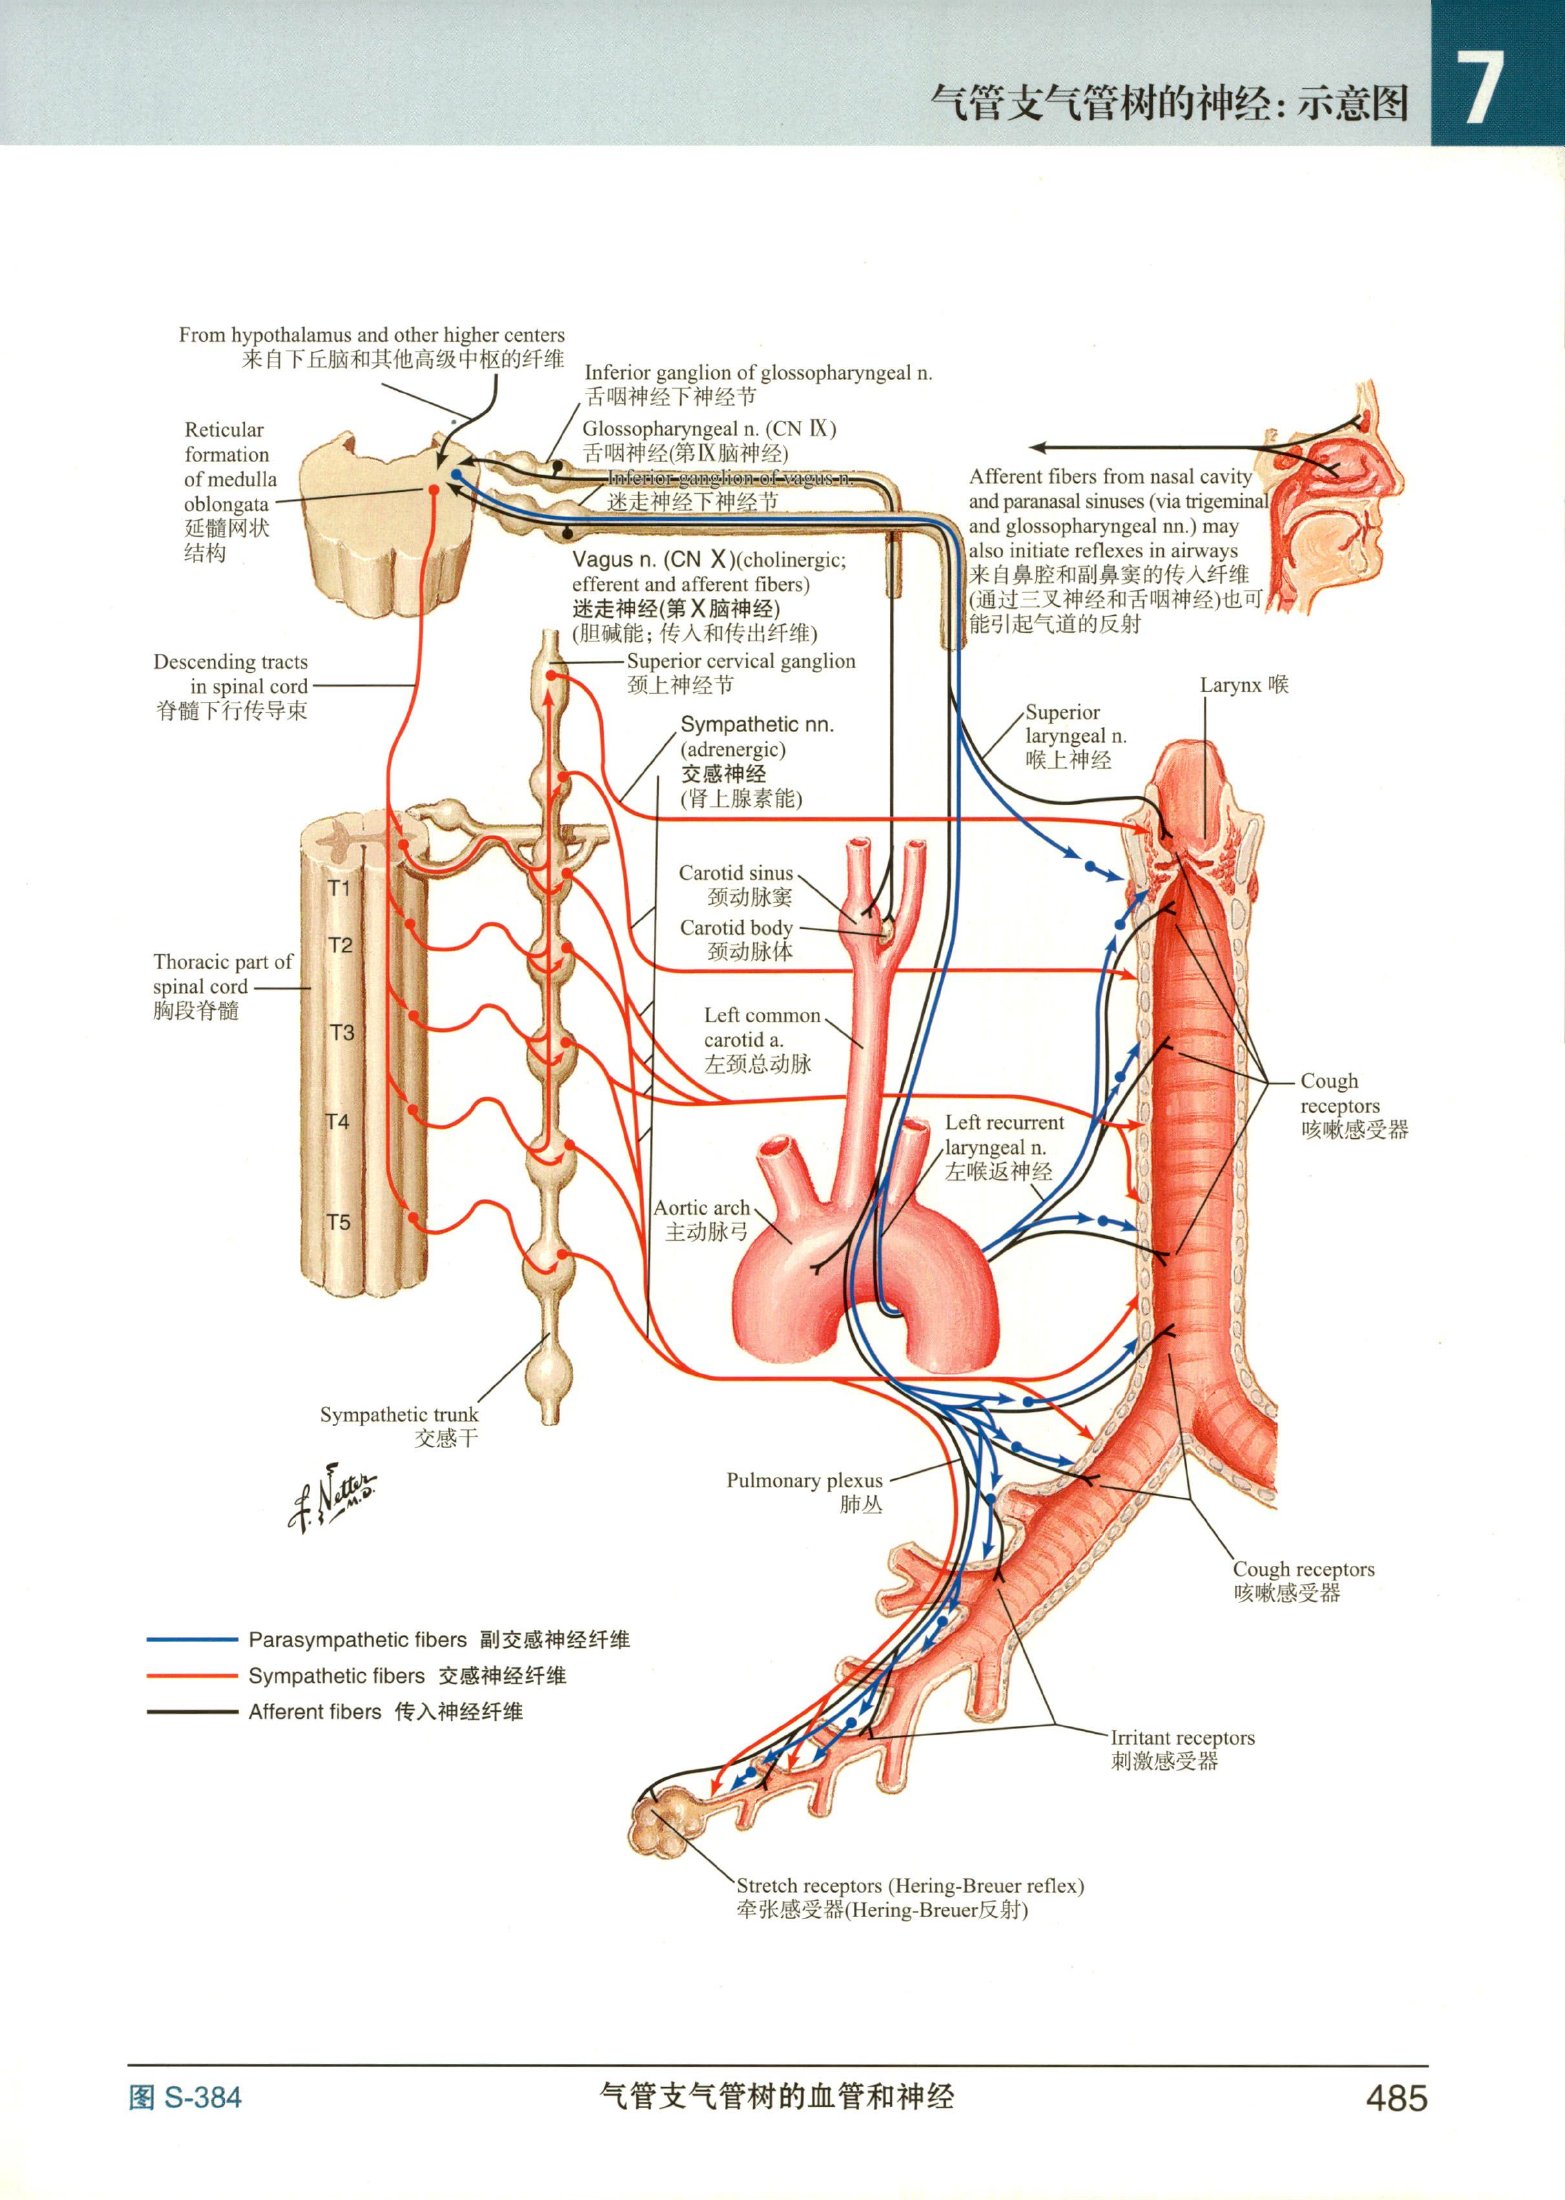 气管支气管树的神经：示意图
7
From hypothalamus and other higher centers
来自下丘脑和其他高级中枢的纤维
Inferior ganglion of glossopharyngeal n.
舌咽神经下神经节
Glossopharyngeal n. (CN Ⅸ)
舌咽神经(第Ⅸ脑神经)
Inferior ganglion of vagus n.
迷走神经下神经节
Reticular
formation
of medulla
oblongata
延髓网状
结构
Vagus n. (CN Ⅹ)(cholinergic;
efferent and afferent fibers)
迷走神经(第Ⅹ脑神经)
(胆碱能；传入和传出纤维)
Afferent fibers from nasal cavity
and paranasal sinuses (via trigeminal
and glossopharyngeal nn.) may
also initiate reflexes in airways
来自鼻腔和副鼻窦的传入纤维
(通过三叉神经和舌咽神经)也可
能引起气道的反射
Descending tracts
in spinal cord
脊髓下行传导束
Superior cervical ganglion
颈上神经节
Sympathetic nn.
(adrenergic)
交感神经
(肾上腺素能)
Superior
laryngeal n.
喉上神经
Larynx 喉
Carotid sinus
颈动脉窦
Carotid body
颈动脉体
T1
T2
T3
T4
T5
Thoracic part of
spinal cord
胸段脊髓
Left common
carotid a.
左颈总动脉
Cough
receptors
咳嗽感受器
Left recurrent
laryngeal n.
左喉返神经
Aortic arch
主动脉弓
Sympathetic trunk
交感干
F. Netter
M.D.
Pulmonary plexus
肺丛
Cough receptors
咳嗽感受器
Parasympathetic fibers 副交感神经纤维
Sympathetic fibers 交感神经纤维
Afferent fibers 传入神经纤维
Irritant receptors
刺激感受器
Stretch receptors (Hering-Breuer reflex)
牵张感受器(Hering-Breuer反射)
图 S-384
气管支气管树的血管和神经
485